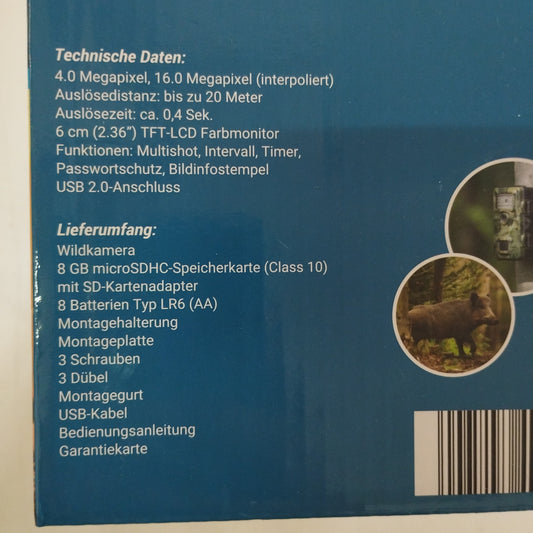 Technische Daten:
4.0 Megapixel, 16.0 Megapixel (interpoliert)
Auslösedistanz: bis zu 20 Meter
Auslösezeit: ca. 0,4 Sek.
6 cm (2.36”) TFT-LCD Farbmonitor
Funktionen: Multishot, Intervall, Timer,
Passwortschutz, Bildinfostempel
USB 2.0-Anschluss
Lieferumfang:
Wildkamera
8 GB microSDHC-Speicherkarte (Class 10)
mit SD-Kartenadapter
8 Batterien Typ LR6 (AA)
Montagehalterung
Montageplatte
3 Schrauben
3 Dübel
Montagegurt
USB-Kabel
Bedienungsanleitung
Garantiekarte